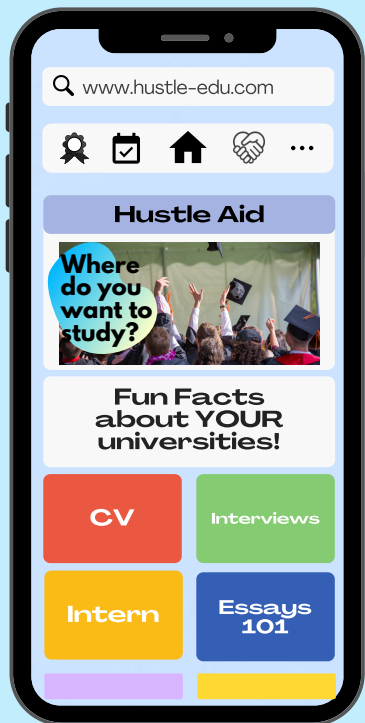 www.hustle-edu.com
Hustle Aid
Where
do you
want to
study?
Fun Facts
about YOUR
universities!
CV
Interviews
Intern
Essays
101